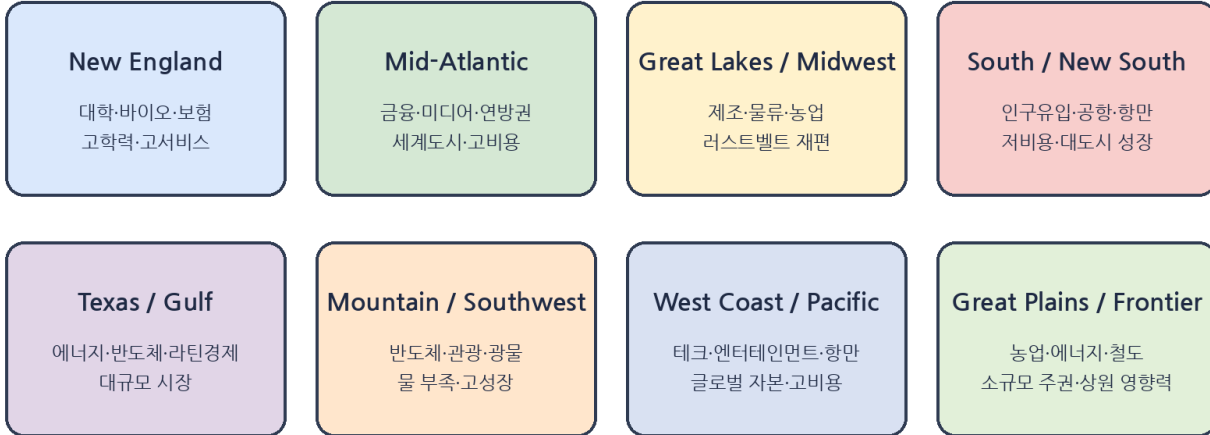 New England
대학·바이오·보험
고학력·고서비스
Mid-Atlantic
금융·미디어·연방권
세계도시·고비용
Great Lakes / Midwest
제조·물류·농업
러스트벨트 재편
South / New South
인구유입·공항·항만
저비용·대도시 성장
Texas / Gulf
에너지·반도체·라틴경제
대규모 시장
Mountain / Southwest
반도체·관광·광물
물 부족·고성장
West Coast / Pacific
테크·엔터테인먼트·항만
글로벌 자본·고비용
Great Plains / Frontier
농업·에너지·철도
소규모 주권·상원 영향력